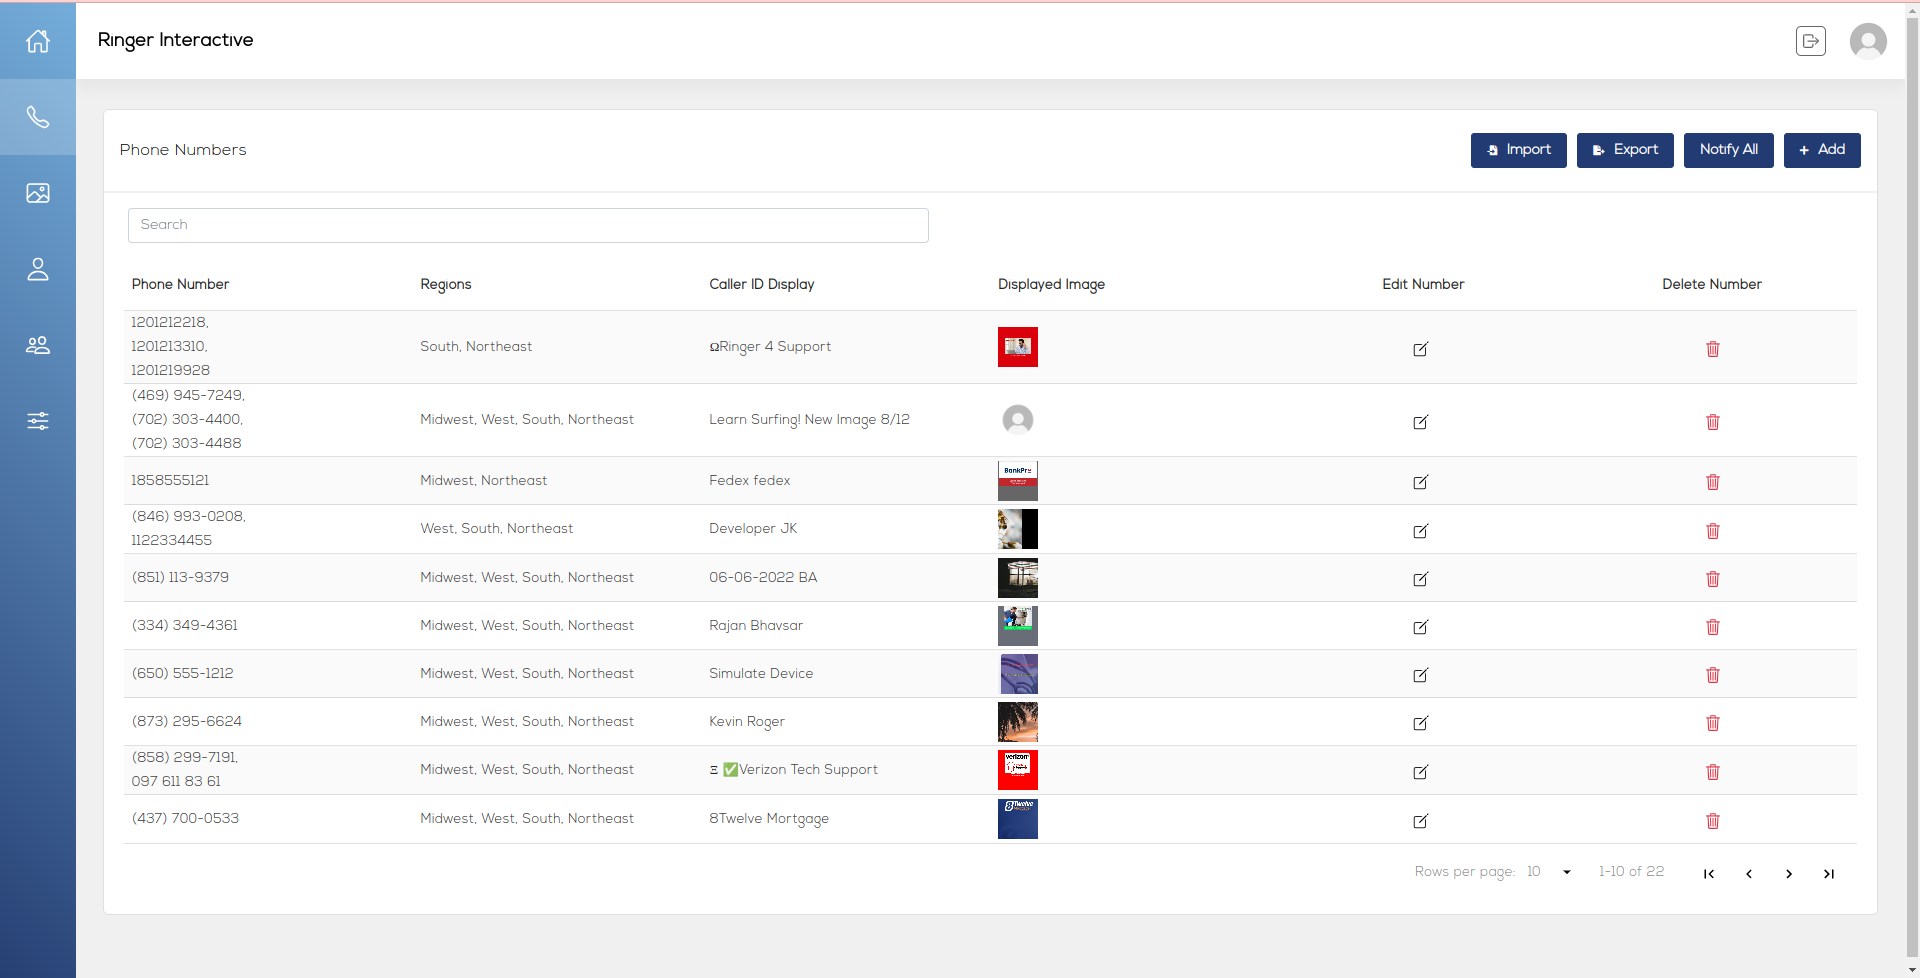 Ringer Interactive
Phone Numbers
Import
Export
Notify All
+ Add
Search
Phone Number Regions Caller ID Display Displayed Image Edit Number Delete Number
1201212218,
1201213310,
1201219928
South, Northeast
ΩRinger 4 Support
(469) 945-7249,
(702) 303-4400,
(702) 303-4488
Midwest, West, South, Northeast
Learn Surfing! New Image 8/12
1858555121
Midwest, Northeast
Fedex fedex
BankPro
(846) 993-0208,
1122334455
West, South, Northeast
Developer JK
(851) 113-9379
Midwest, West, South, Northeast
06-06-2022 BA
(334) 349-4361
Midwest, West, South, Northeast
Rajan Bhavsar
(650) 555-1212
Midwest, West, South, Northeast
Simulate Device
(873) 295-6624
Midwest, West, South, Northeast
Kevin Roger
(858) 299-7191,
097 611 83 61
Midwest, West, South, Northeast
Ξ ✅Verizon Tech Support
verizon
(437) 700-0533
Midwest, West, South, Northeast
8Twelve Mortgage
8Twelve
Rows per page: 10
1-10 of 22